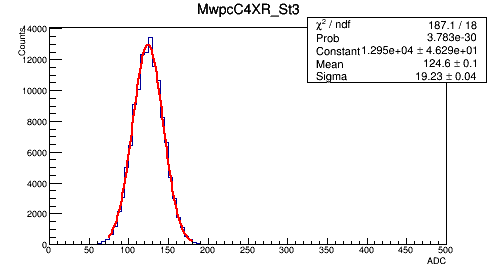 MwpcC4XR_St3
χ² / ndf 187.1 / 18
Prob 3.783e-30
Constant 1.295e+04 ± 4.629e+01
Mean 124.6 ± 0.1
Sigma 19.23 ± 0.04
Counts
14000
12000
10000
8000
6000
4000
2000
0
0 50 100 150 200 250 300 350 400 450 500
ADC